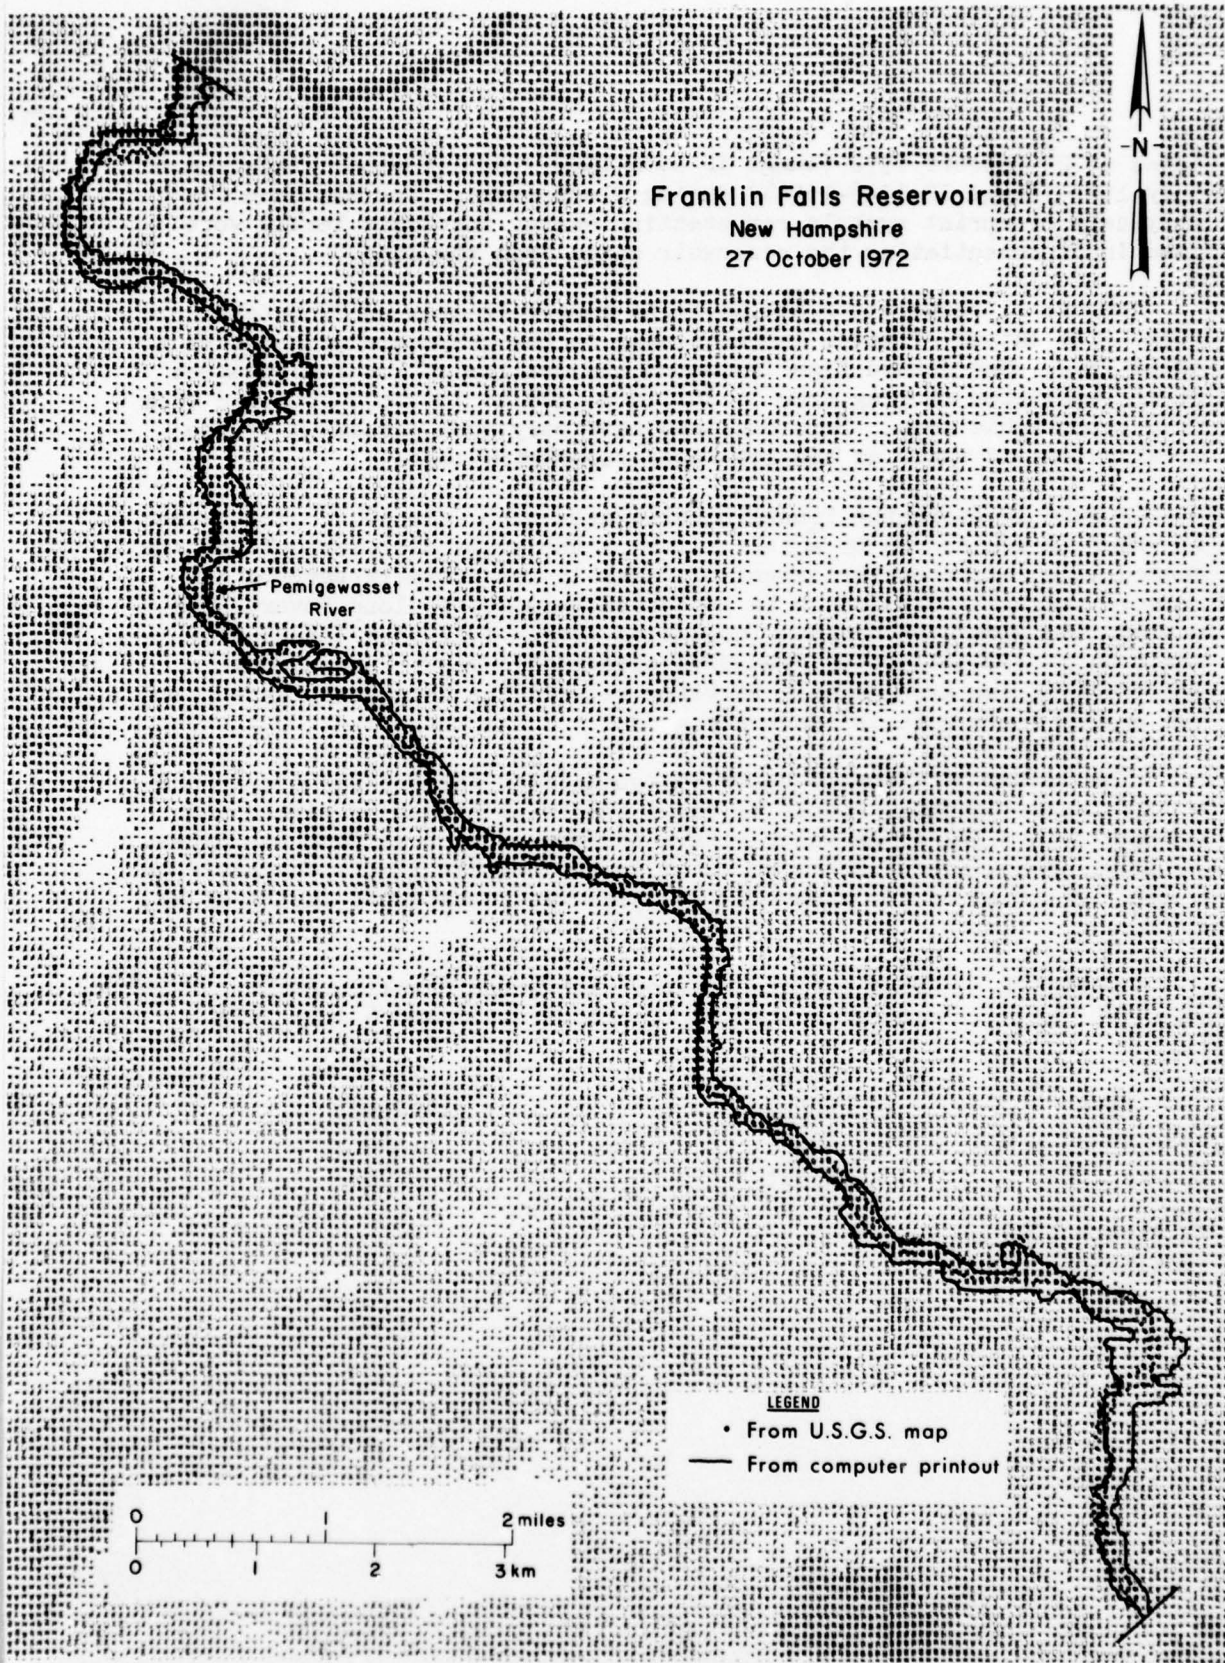 Franklin Falls Reservoir
New Hampshire
27 October 1972
-N-
Pemigewasset
River
LEGEND
• From U.S.G.S. map
— From computer printout
0 1 2 miles
0 1 2 3 km